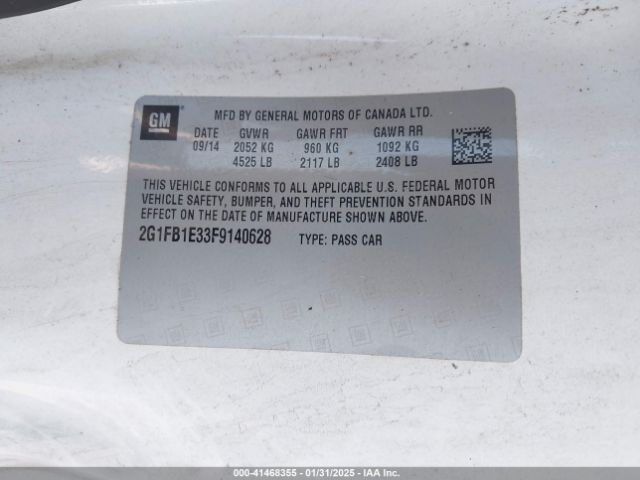 GM
MFD BY GENERAL MOTORS OF CANADA LTD.
DATE GVWR GAWR FRT GAWR RR
09/14 2052 KG 960 KG 1092 KG
4525 LB 2117 LB 2408 LB
THIS VEHICLE CONFORMS TO ALL APPLICABLE U.S. FEDERAL MOTOR
VEHICLE SAFETY, BUMPER, AND THEFT PREVENTION STANDARDS IN
EFFECT ON THE DATE OF MANUFACTURE SHOWN ABOVE.
2G1FB1E33F9140628 TYPE: PASS CAR
000-41468355 - 01/31/2025 - IAAI.COM